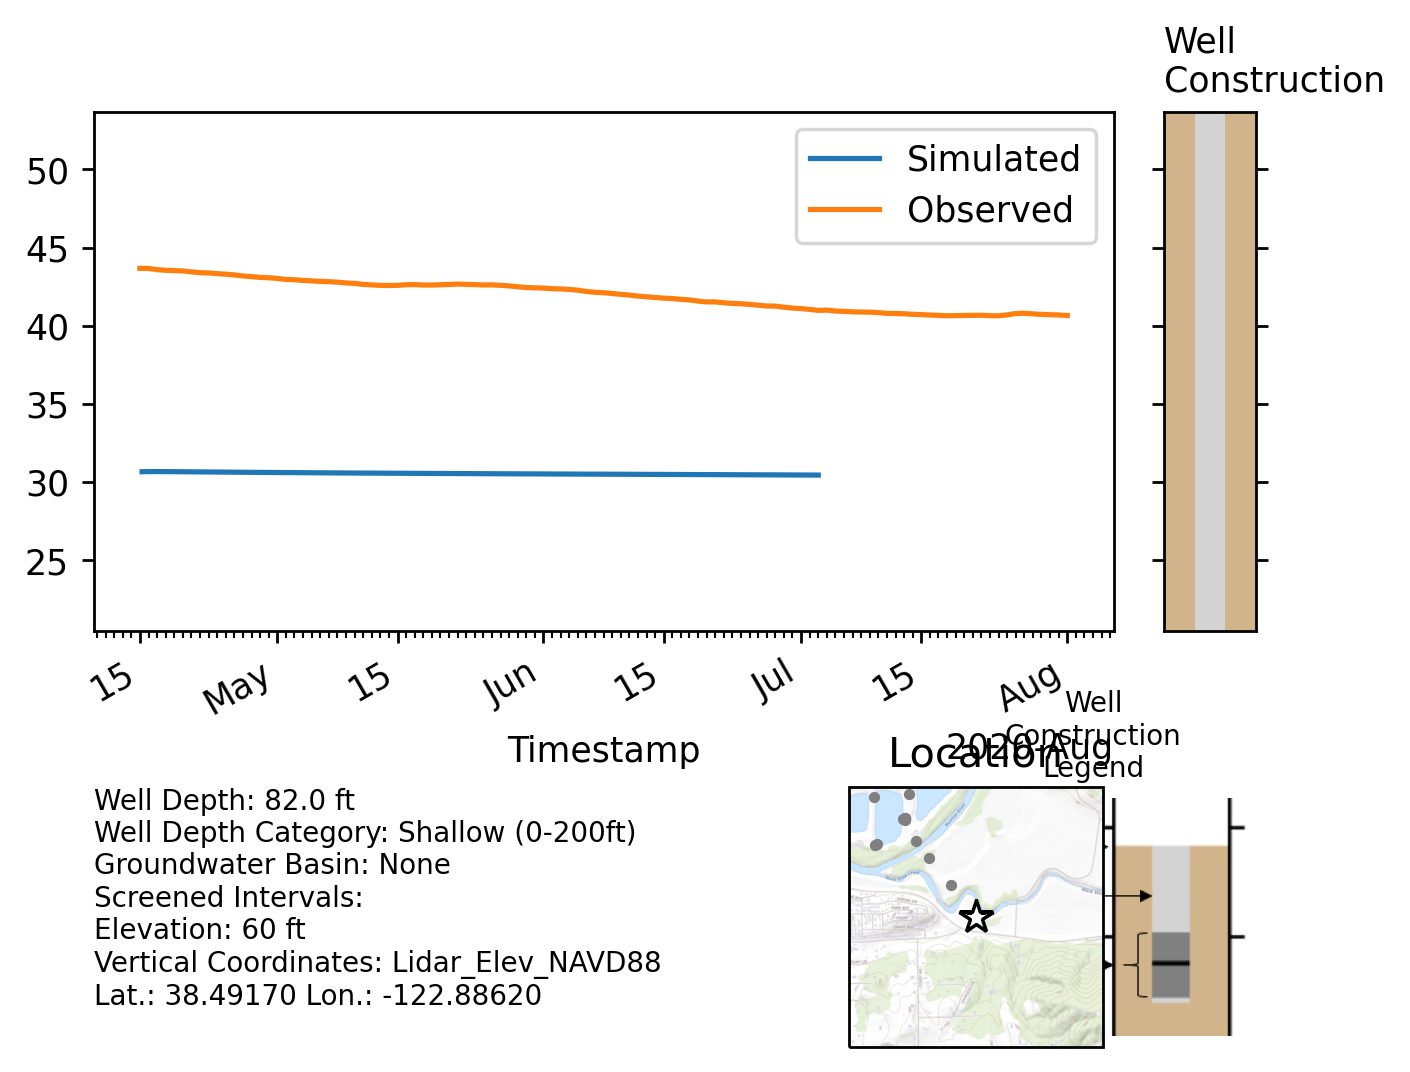 Well
Construction
Simulated
Observed
50
45
40
35
30
25
15
May
15
Jun
15
Jul
15
Aug
Timestamp
2020-Aug
Location
Well
Construction
Legend
Well Depth: 82.0 ft
Well Depth Category: Shallow (0-200ft)
Groundwater Basin: None
Screened Intervals:
Elevation: 60 ft
Vertical Coordinates: Lidar_Elev_NAVD88
Lat.: 38.49170 Lon.: -122.88620